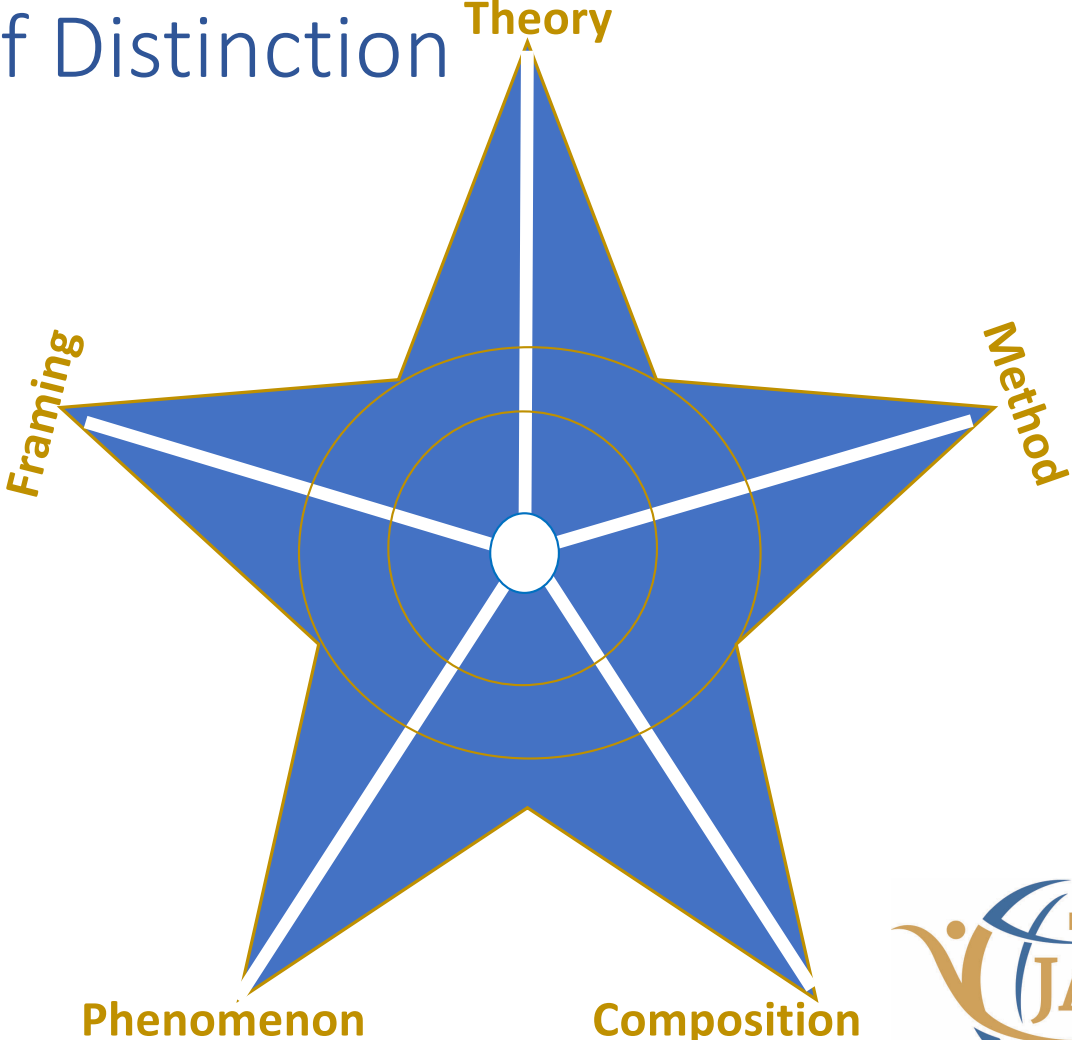 f Distinction
Theory
Framing
Method
Phenomenon
Composition